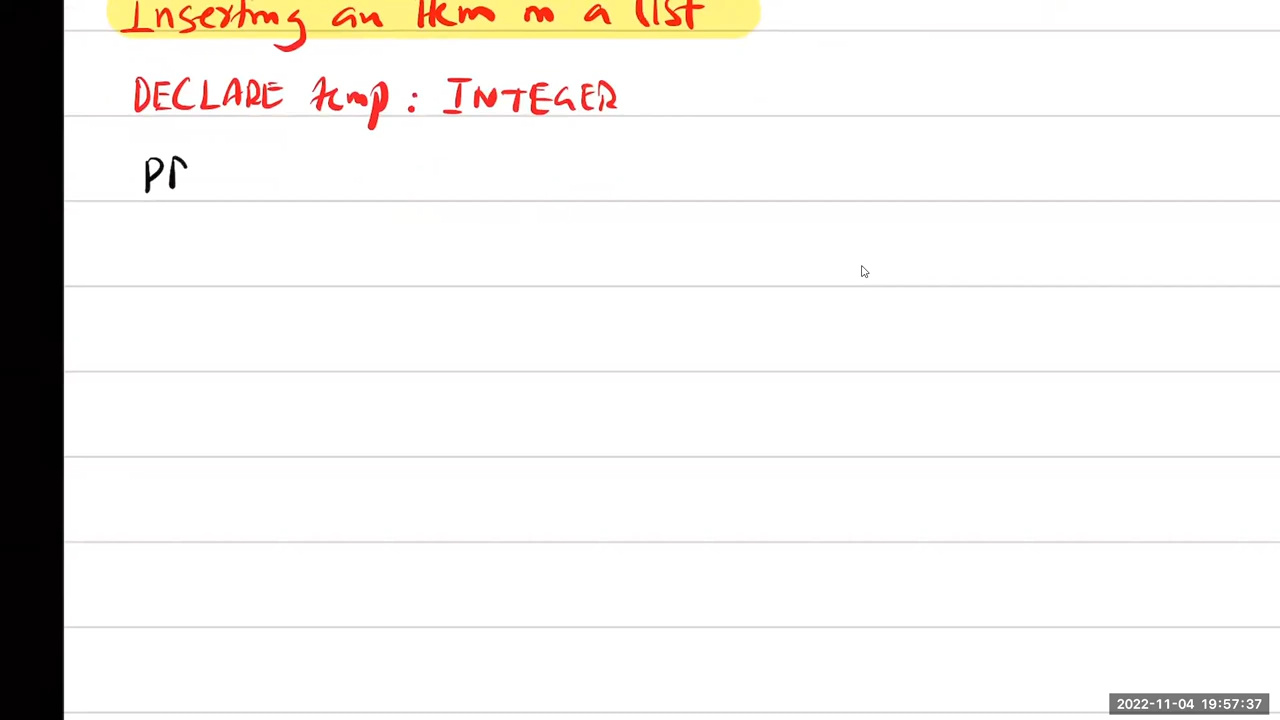 Inserting an Item in a list
DECLARE temp : INTEGER
Pr
2022-11-04 19:57:37